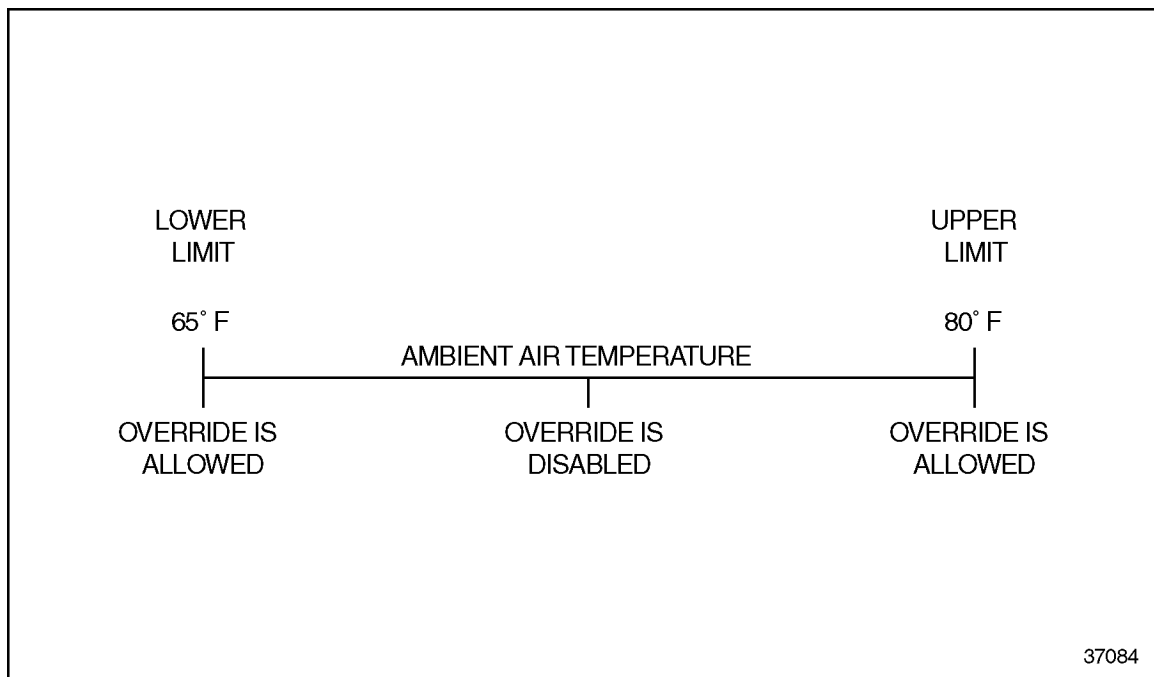 LOWER
LIMIT
UPPER
LIMIT
65° F
80° F
AMBIENT AIR TEMPERATURE
OVERRIDE IS
ALLOWED
OVERRIDE IS
DISABLED
OVERRIDE IS
ALLOWED
37084